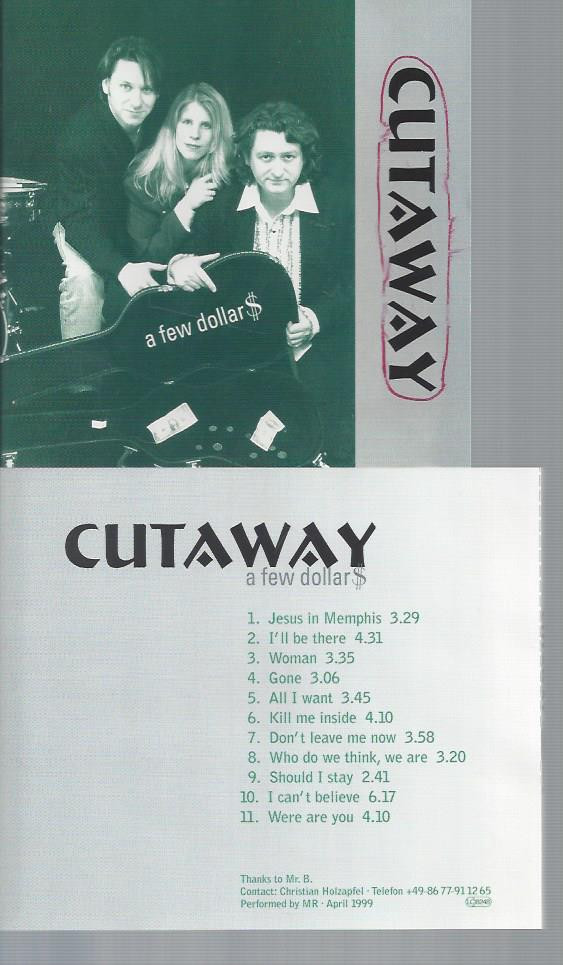 CUTAWAY
a few dollar$
CUTAWAY
a few dollar$
1. Jesus in Memphis 3.29
2. I'll be there 4.31
3. Woman 3.35
4. Gone 3.06
5. All I want 3.45
6. Kill me inside 4.10
7. Don't leave me now 3.58
8. Who do we think, we are 3.20
9. Should I stay 2.41
10. I can't believe 6.17
11. Were are you 4.10
Thanks to Mr. B.
Contact: Christian Holzapfel · Telefon +49-86 77-91 12 65
Performed by MR · April 1999